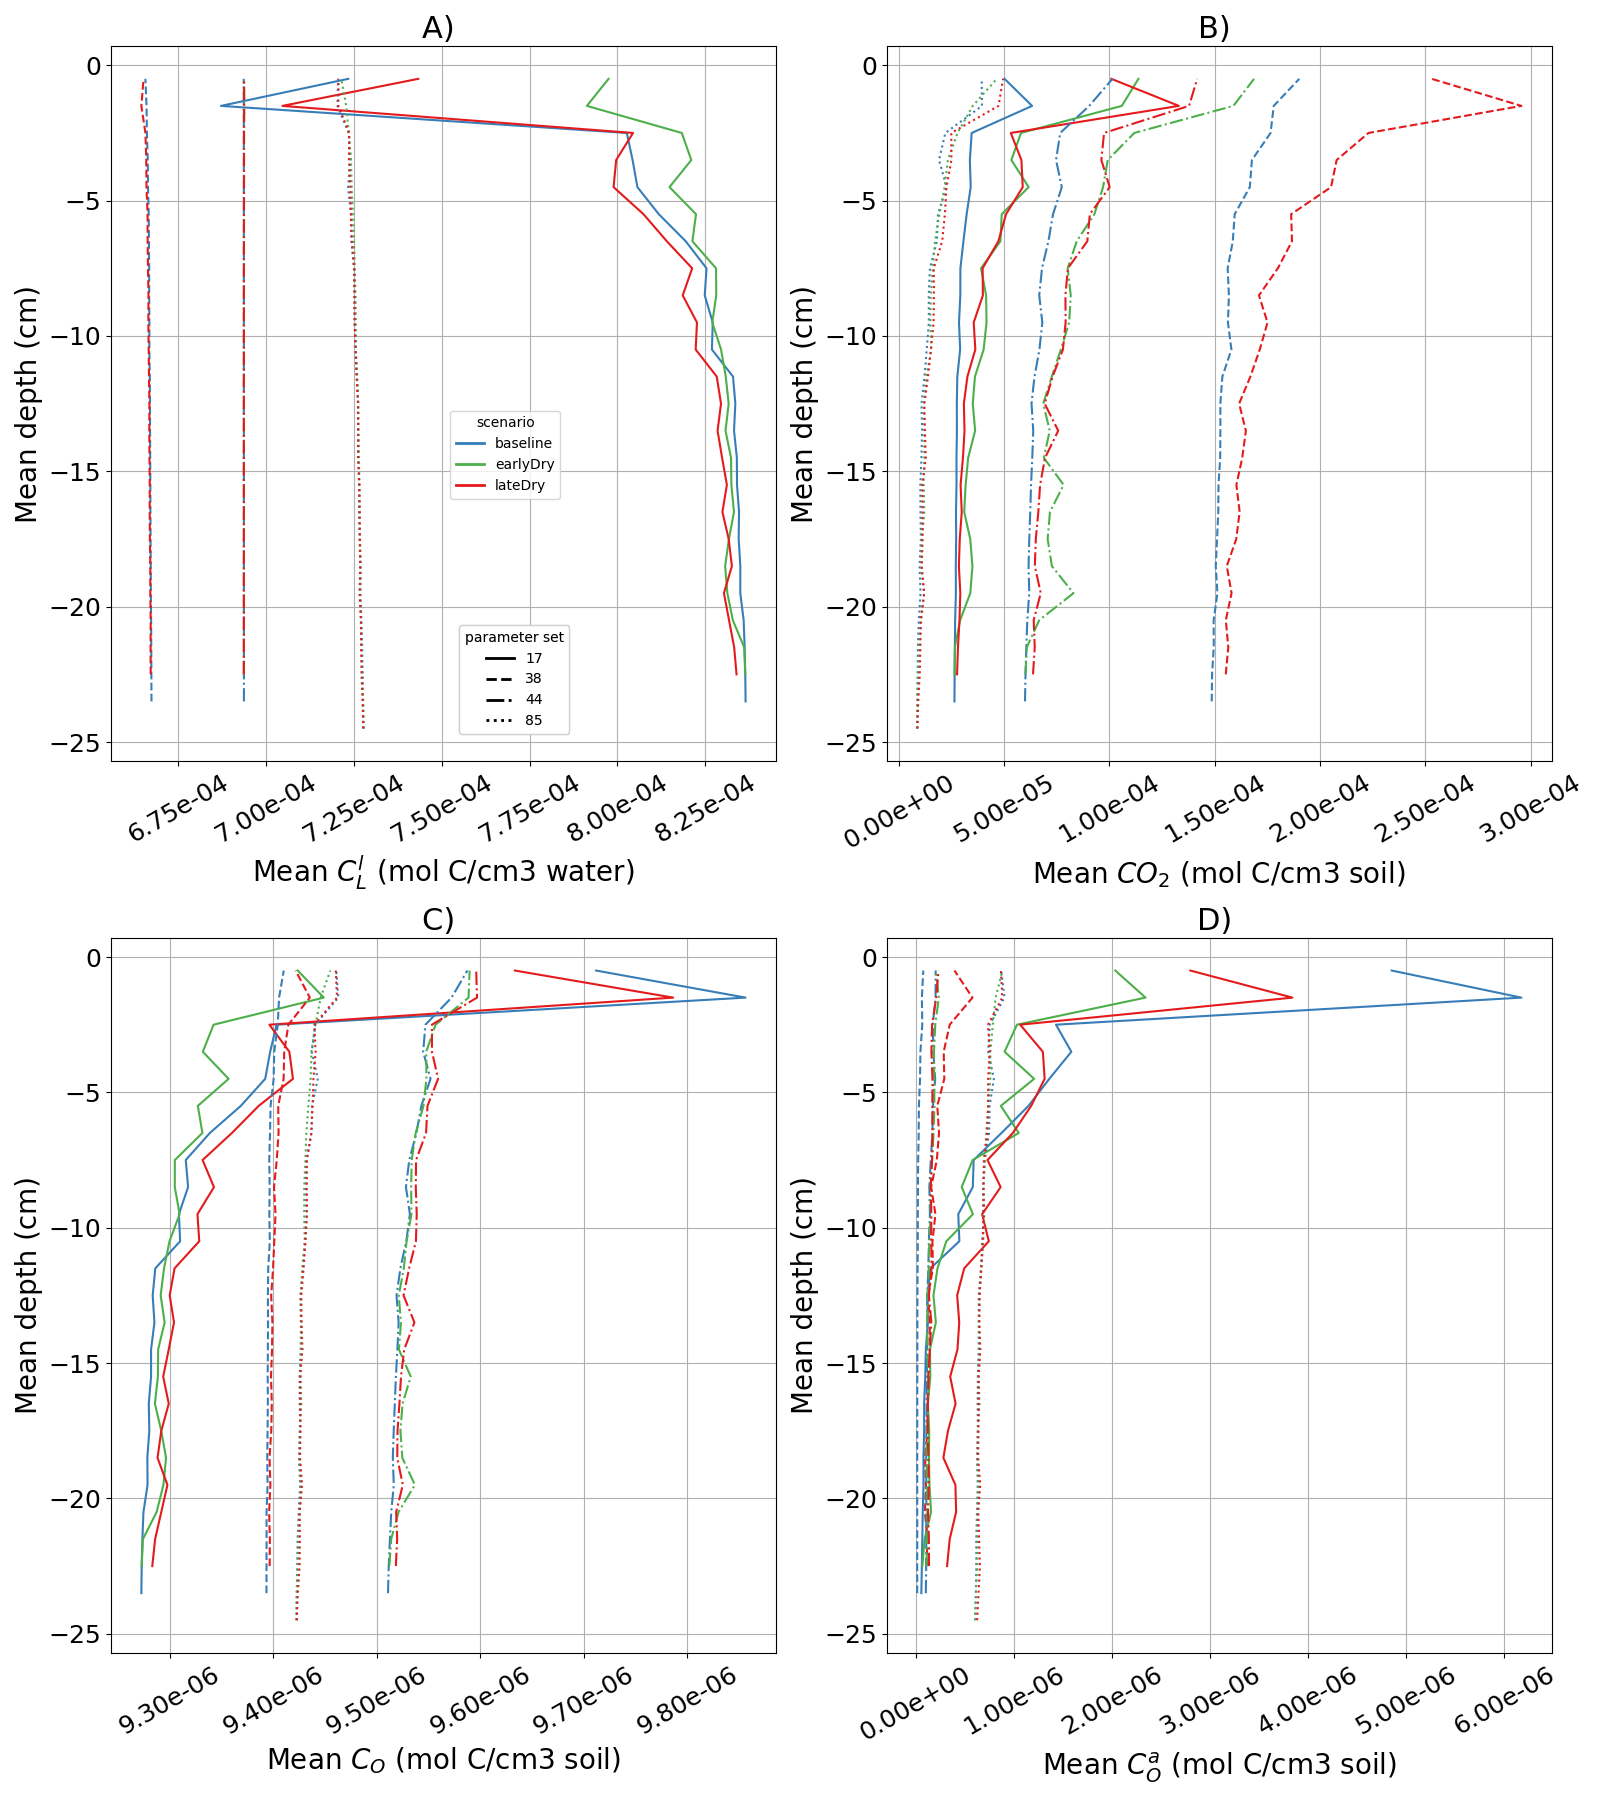 A)
0
−5
−10
−15
−20
−25
Mean depth (cm)
scenario
baseline
earlyDry
lateDry
parameter set
17
38
44
85
6.75e-04
7.00e-04
7.25e-04
7.50e-04
7.75e-04
8.00e-04
8.25e-04
Mean $C_L^l$ (mol C/cm3 water)
B)
0
−5
−10
−15
−20
−25
Mean depth (cm)
0.00e+00
5.00e-05
1.00e-04
1.50e-04
2.00e-04
2.50e-04
3.00e-04
Mean $CO_2$ (mol C/cm3 soil)
C)
0
−5
−10
−15
−20
−25
Mean depth (cm)
9.30e-06
9.40e-06
9.50e-06
9.60e-06
9.70e-06
9.80e-06
Mean $C_O$ (mol C/cm3 soil)
D)
0
−5
−10
−15
−20
−25
Mean depth (cm)
0.00e+00
1.00e-06
2.00e-06
3.00e-06
4.00e-06
5.00e-06
6.00e-06
Mean $C_O^a$ (mol C/cm3 soil)